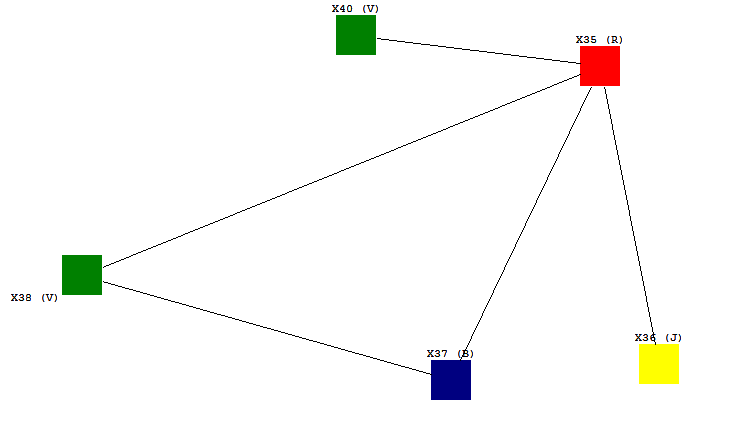 X40 (V)
X35 (R)
X38 (V)
X36 (J)
X37 (B)